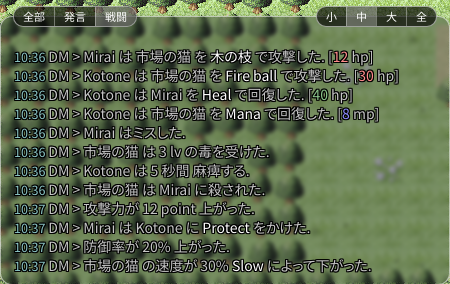 全部 発言 戦闘 小 中 大 全
10:36 DM > Mirai は 市場の猫 を 木の枝 で攻撃した. [12 hp]
10:36 DM > Kotone は 市場の猫 を Fire ball で攻撃した. [30 hp]
10:36 DM > Kotone は Mirai を Heal で回復した. [40 hp]
10:36 DM > Kotone は 市場の猫 を Mana で回復した. [8 mp]
10:36 DM > Mirai はミスした.
10:36 DM > 市場の猫 は 3 lv の毒を受けた.
10:36 DM > Kotone は 5 秒間 麻痺する.
10:36 DM > 市場の猫 は Mirai に殺された.
10:37 DM > 攻撃力が 12 point 上がった.
10:37 DM > Mirai は Kotone に Protect をかけた.
10:37 DM > 防御率が 20% 上がった.
10:37 DM > 市場の猫 の速度が 30% Slow によって下がった.